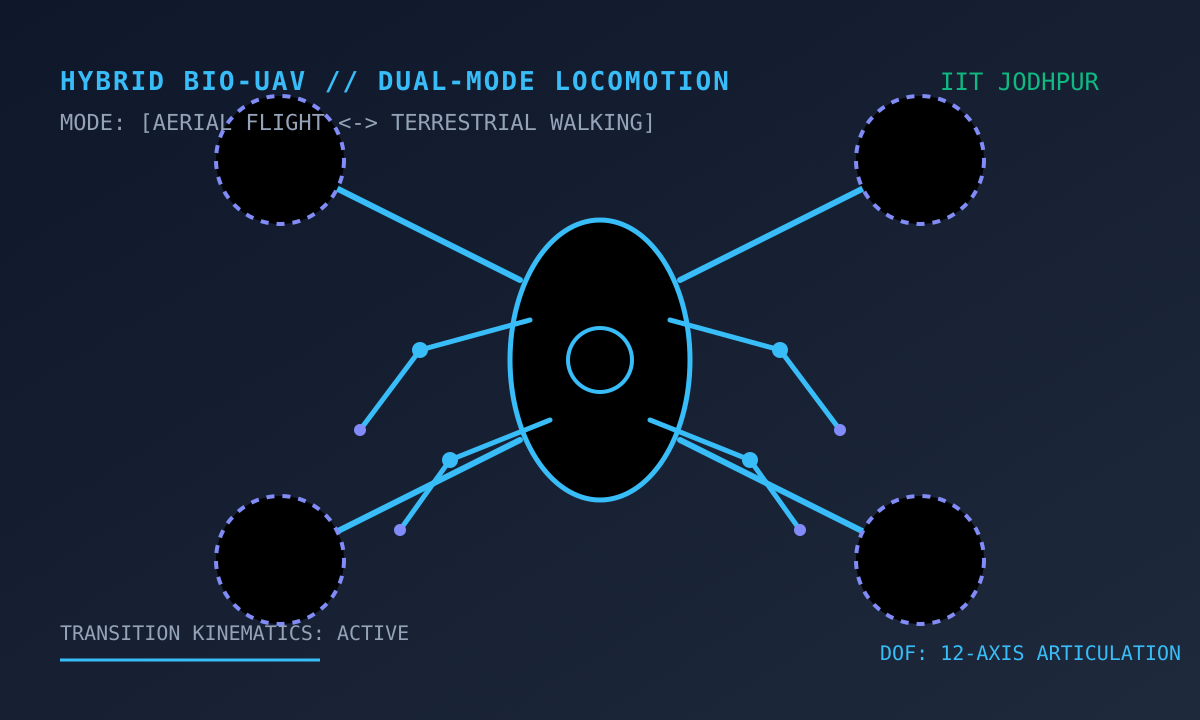 HYBRID BIO-UAV // DUAL-MODE LOCOMOTION
IIT JODHPUR
MODE: [AERIAL FLIGHT <-> TERRESTRIAL WALKING]
TRANSITION KINEMATICS: ACTIVE
DOF: 12-AXIS ARTICULATION